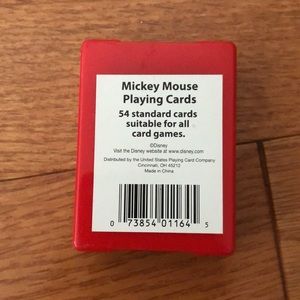 Mickey Mouse
Playing Cards
54 standard cards
suitable for all
card games.
©Disney
Visit the Disney website at www.disney.com
Distributed by the United States Playing Card Company
Cincinnati, OH 45212
Made in China
0 73854 01164 5